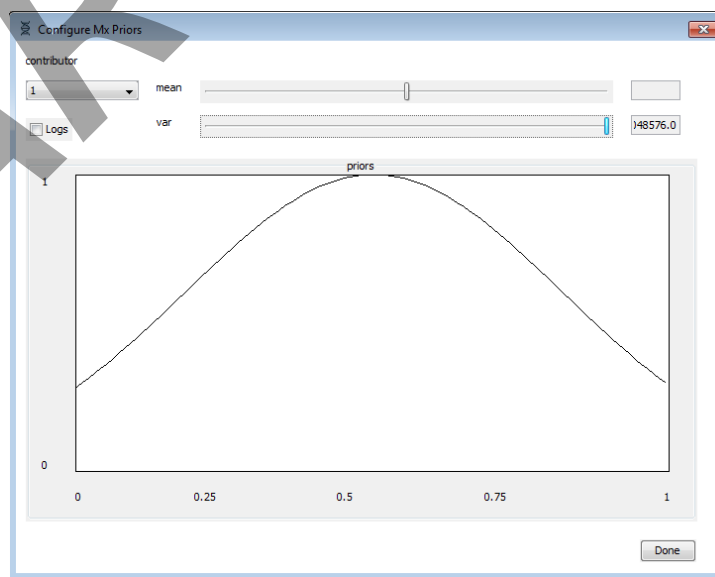 Configure Mx Priors
contributor
1
mean
Logs
var
)48576.0
priors
1
0
0 0.25 0.5 0.75 1
Done